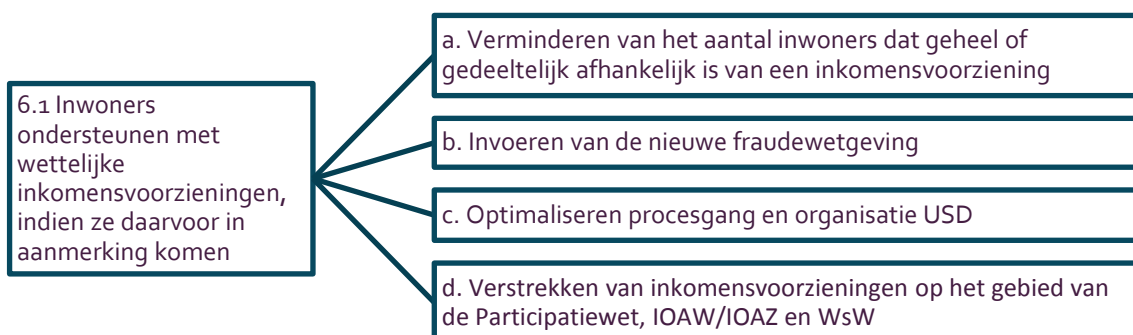 6.1 Inwoners
ondersteunen met
wettelijke
inkomensvoorzieningen,
indien ze daarvoor in
aanmerking komen
a. Verminderen van het aantal inwoners dat geheel of
gedeeltelijk afhankelijk is van een inkomensvoorziening
b. Invoeren van de nieuwe fraudewetgeving
c. Optimaliseren procesgang en organisatie USD
d. Verstrekken van inkomensvoorzieningen op het gebied van
de Participatiewet, IOAW/IOAZ en WsW